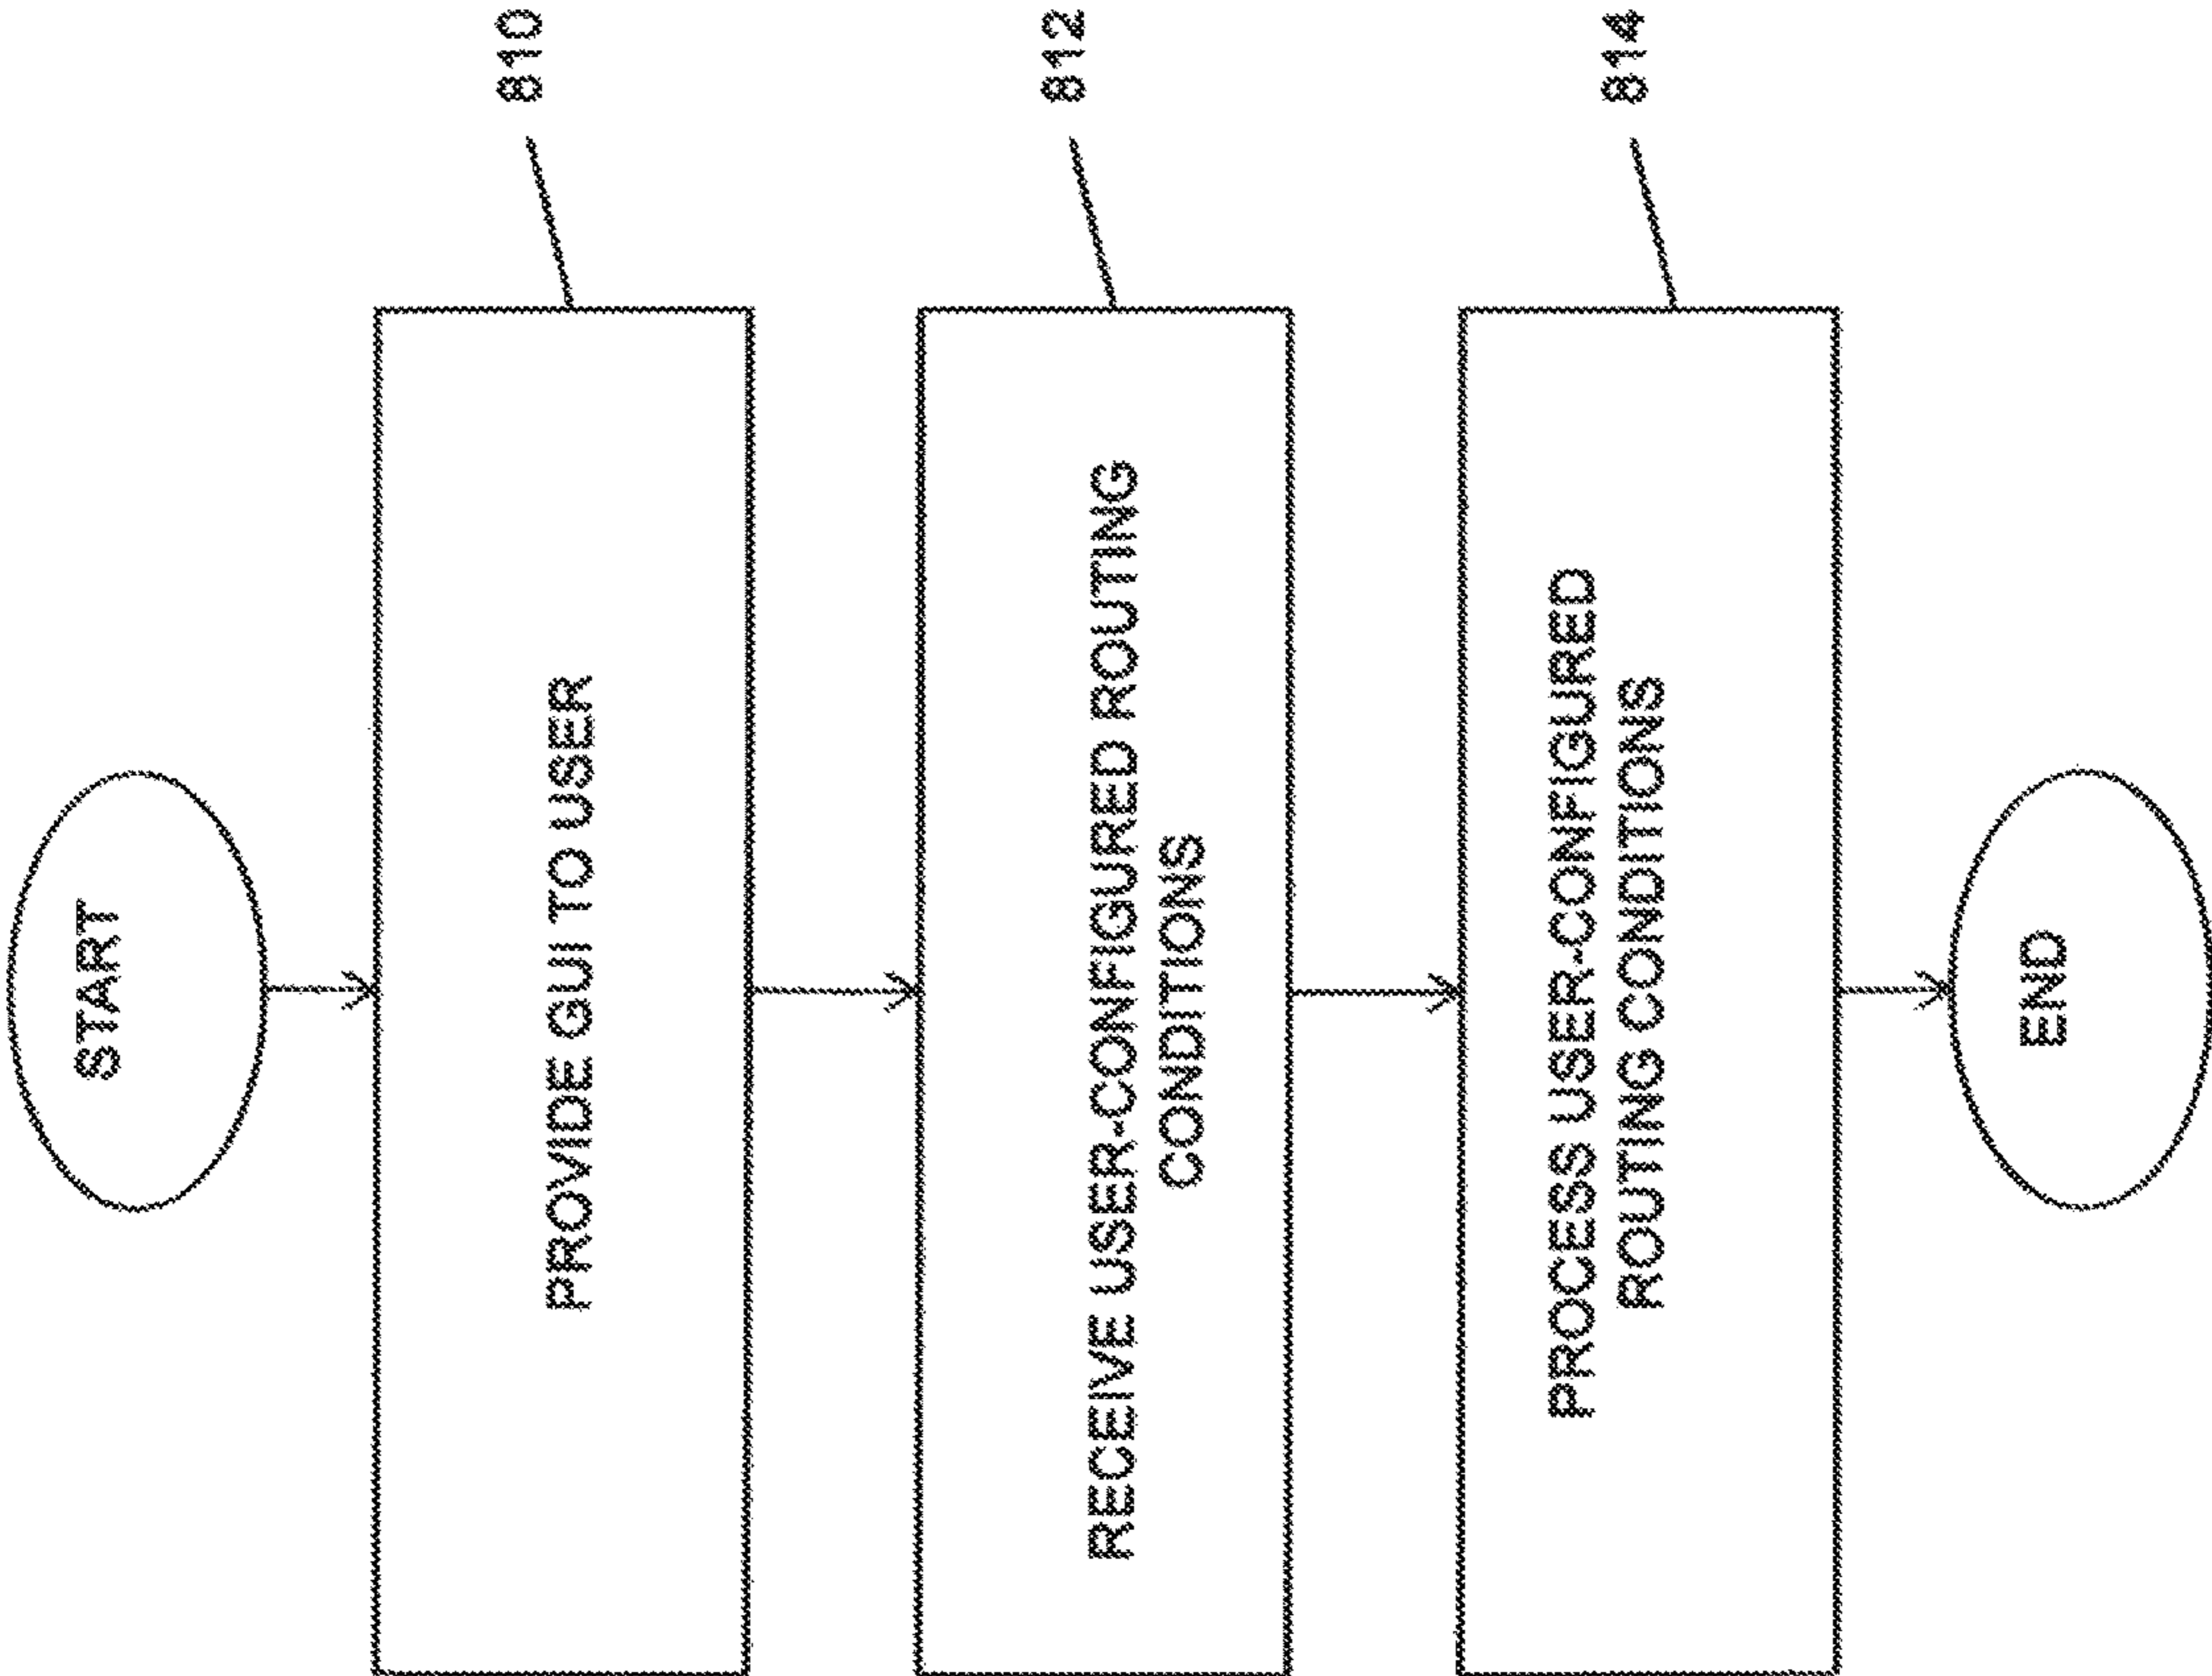 START
810
PROVIDE GUI TO USER
812
RECEIVE USER-CONFIGURED ROUTING
CONDITIONS
814
PROCESS USER-CONFIGURED
ROUTING CONDITIONS
END